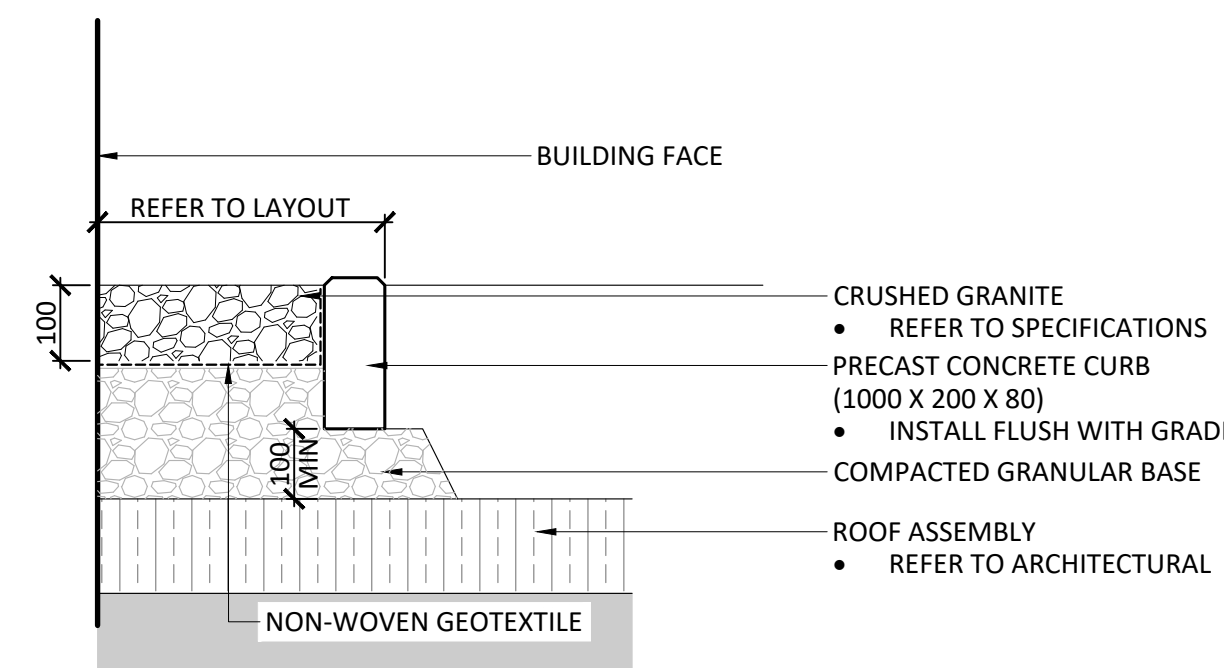 BUILDING FACE
REFER TO LAYOUT
100
CRUSHED GRANITE
• REFER TO SPECIFICATIONS
PRECAST CONCRETE CURB
(1000 X 200 X 80)
• INSTALL FLUSH WITH GRAD
100
MIN
COMPACTED GRANULAR BASE
ROOF ASSEMBLY
• REFER TO ARCHITECTURAL
NON-WOVEN GEOTEXTILE